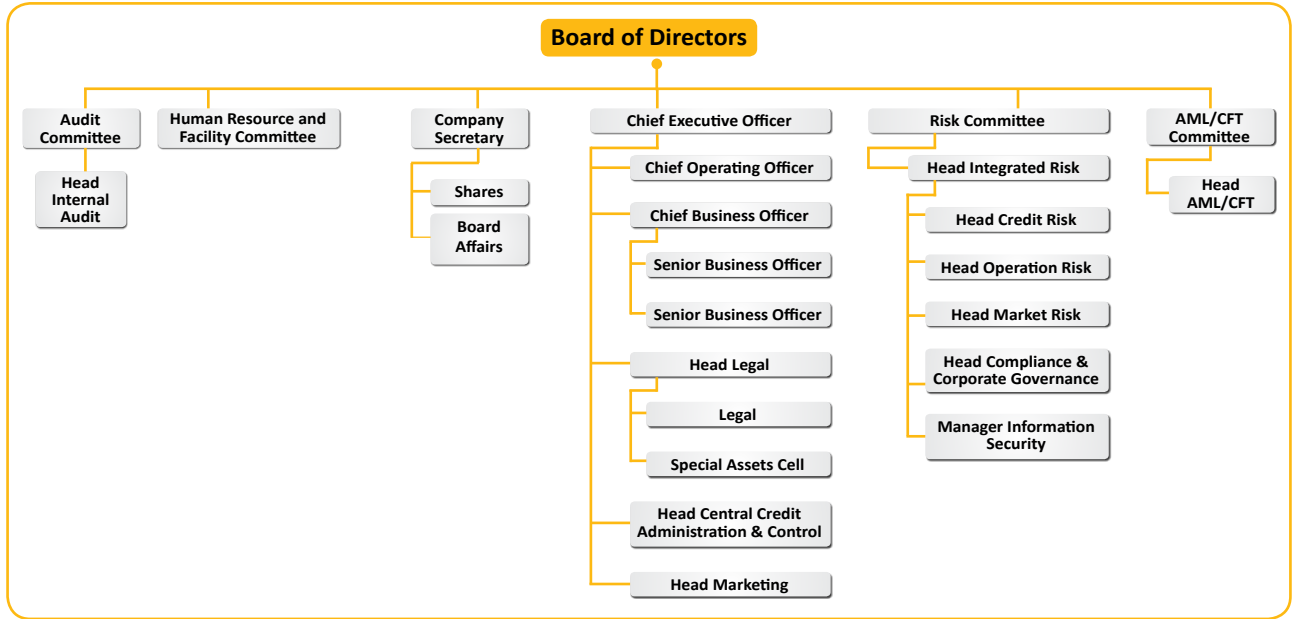 Board of Directors
Audit
Committee
Head
Internal
Audit
Human Resource and
Facility Committee
Company
Secretary
Shares
Board
Affairs
Chief Executive Officer
Chief Operating Officer
Chief Business Officer
Senior Business Officer
Senior Business Officer
Head Legal
Legal
Special Assets Cell
Head Central Credit
Administration & Control
Head Marketing
Risk Committee
Head Integrated Risk
Head Credit Risk
Head Operation Risk
Head Market Risk
Head Compliance &
Corporate Governance
Manager Information
Security
AML/CFT
Committee
Head
AML/CFT